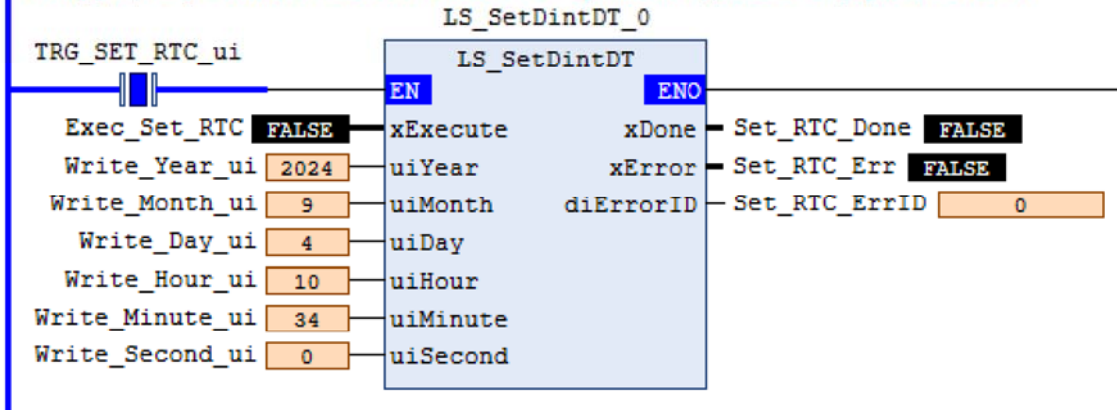 LS_SetDintDT_0
TRG_SET_RTC_ui
LS_SetDintDT
EN ENO
Exec_Set_RTC FALSE xExecute xDone Set_RTC_Done FALSE
Write_Year_ui 2024 uiYear xError Set_RTC_Err FALSE
Write_Month_ui 9 uiMonth diErrorID Set_RTC_ErrID 0
Write_Day_ui 4 uiDay
Write_Hour_ui 10 uiHour
Write_Minute_ui 34 uiMinute
Write_Second_ui 0 uiSecond